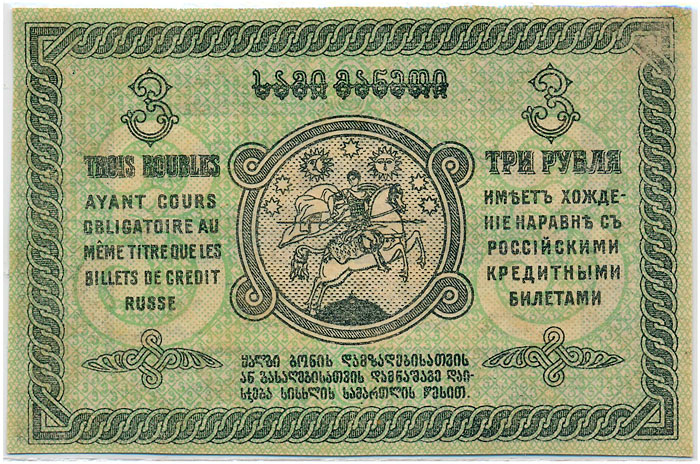 სამი მანეთი
3
TROIS ROUBLES
AYANT COURS
OBLIGATOIRE AU
MÊME TITRE QUE LES
BILLETS DE CREDIT
RUSSE
3
ТРИ РУБЛЯ
ИМѢЕТЪ ХОЖДЕ-
НІЕ НАРАВНѢ СЪ
РОССІЙСКИМИ
КРЕДИТНЫМИ
БИЛЕТАМИ
ყალბი ბონის დამზადებისათვის
ან გასაღებისათვის დამნაშავე დაი-
სჯება სისხლის სამართლის წესით.